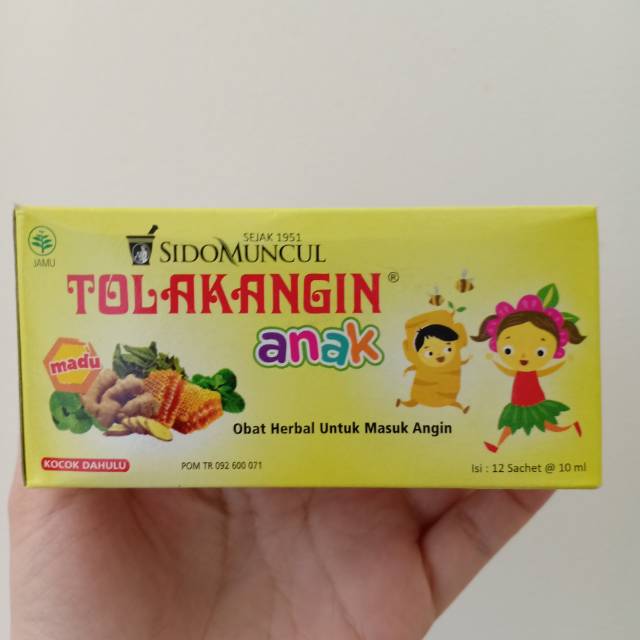 JAMU
SEJAK 1951
SIDOMUNCUL
TOLAKANGIN®
anak
madu
Obat Herbal Untuk Masuk Angin
KOCOK DAHULU
POM TR 092 600 071
Isi : 12 Sachet @ 10 ml